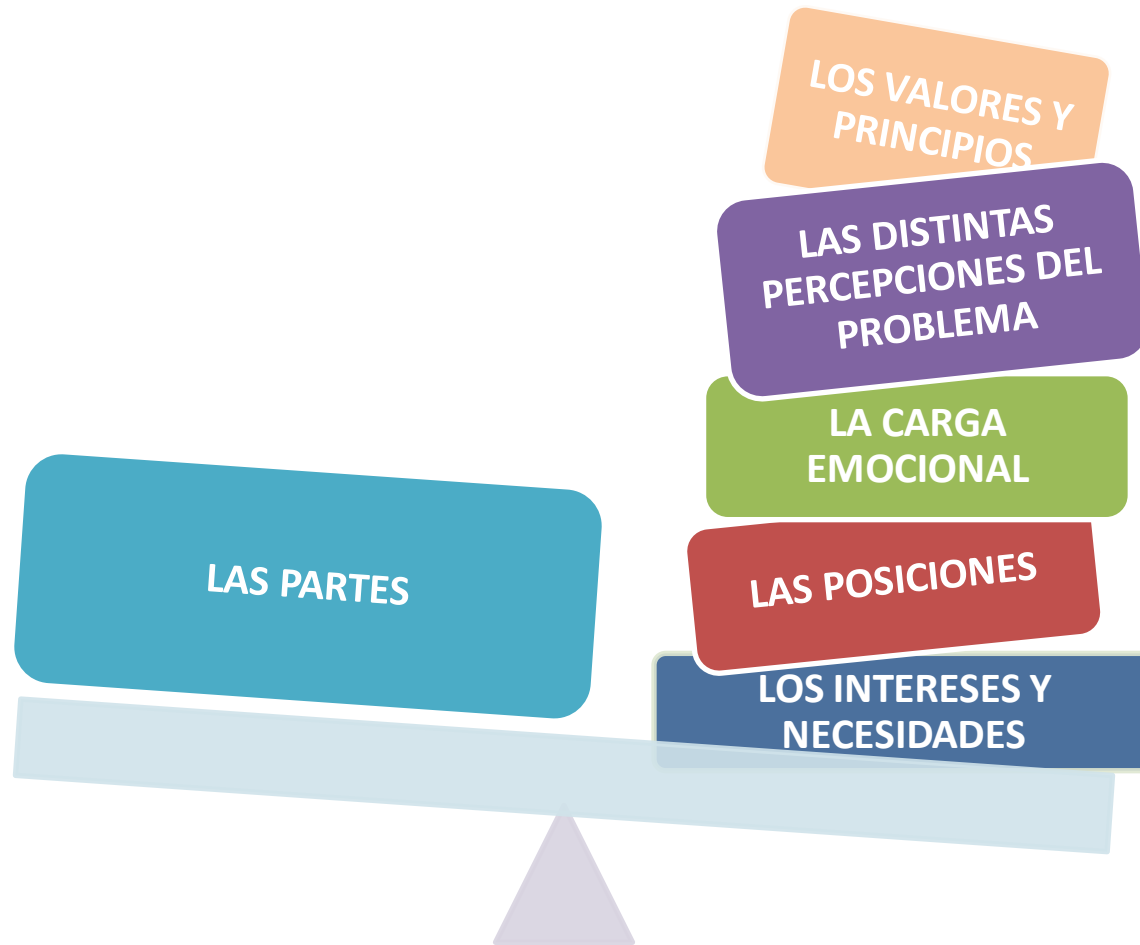 LOS VALORES Y
PRINCIPIOS
LAS DISTINTAS
PERCEPCIONES DEL
PROBLEMA
LA CARGA
EMOCIONAL
LAS PARTES
LAS POSICIONES
LOS INTERESES Y
NECESIDADES